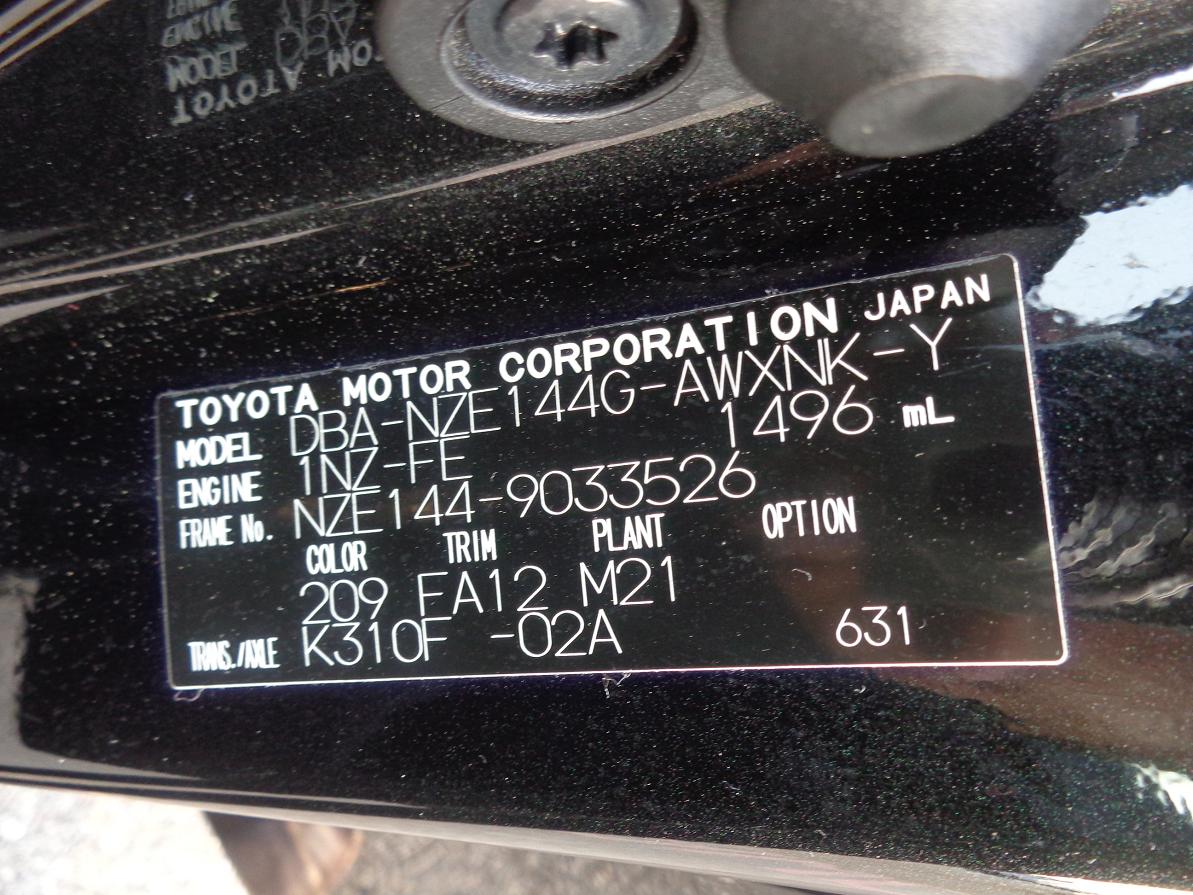 TOYOTA MOTOR CORPORATION JAPAN
MODEL DBA-NZE144G-AWXNK-Y
ENGINE 1NZ-FE 1496 mL
FRAME No. NZE144-9033526
COLOR TRIM PLANT OPTION
209 FA12 M21
TRANS./AXLE K310F -02A 631